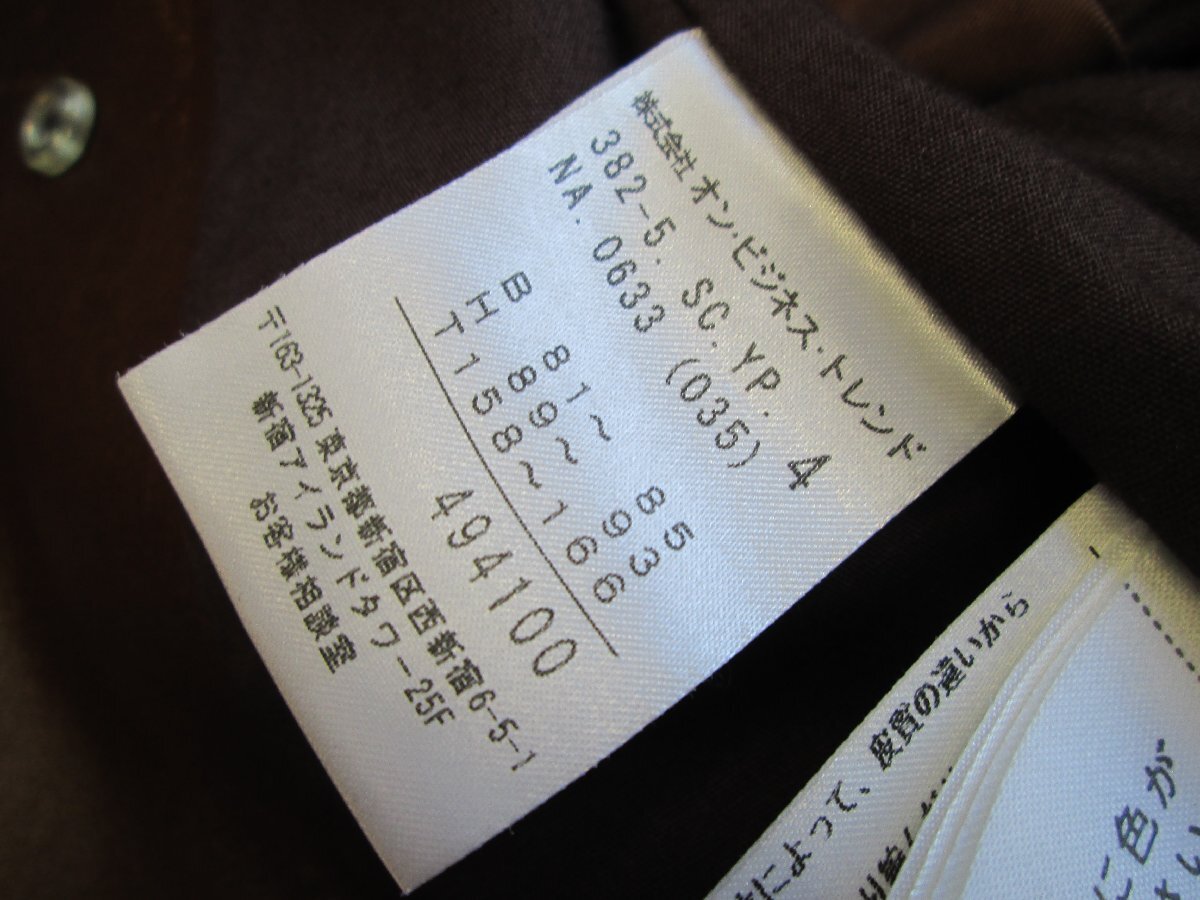 株式会社 オン・ビジネス・トレンド
382-5. SC. YP. 4
NA. 0633 (035)
B 81～ 85
H 89～ 93
T158～166
494100
〒163-1325 東京都新宿区西新宿6-5-1
新宿アイランドタワー25F
お客様相談室
によって、皮質の違いから
に色が